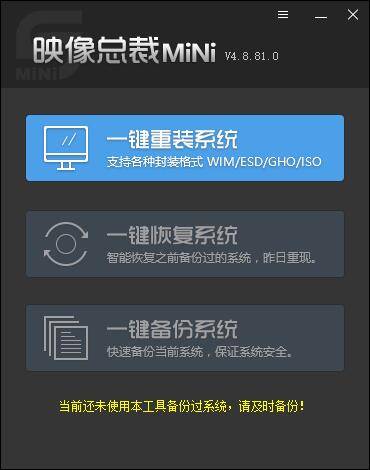 映像总裁MiNi V4.8.81.0
MiNi
一键重装系统
支持各种封装格式 WIM/ESD/GHO/ISO
一键恢复系统
智能恢复之前备份过的系统，昨日重现。
一键备份系统
快速备份当前系统，保证系统安全。
当前还未使用本工具备份过系统，请及时备份！